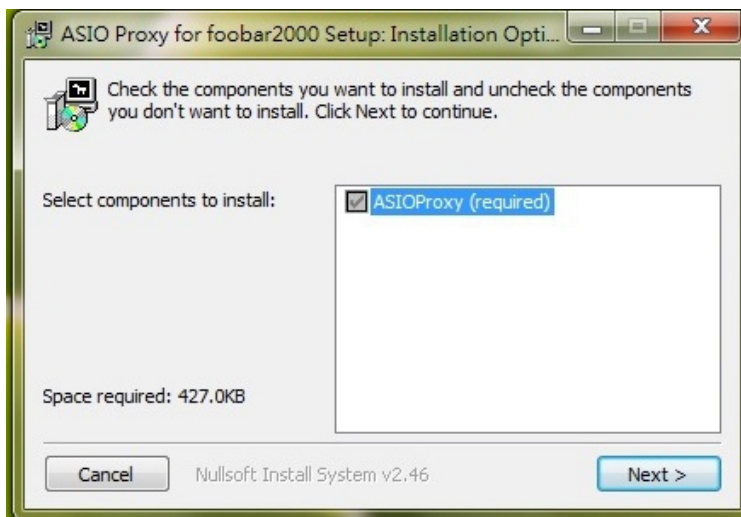 ASIO Proxy for foobar2000 Setup: Installation Opti...
Check the components you want to install and uncheck the components
you don't want to install. Click Next to continue.
Select components to install:
ASIOProxy (required)
Space required: 427.0KB
Cancel
Nullsoft Install System v2.46
Next >